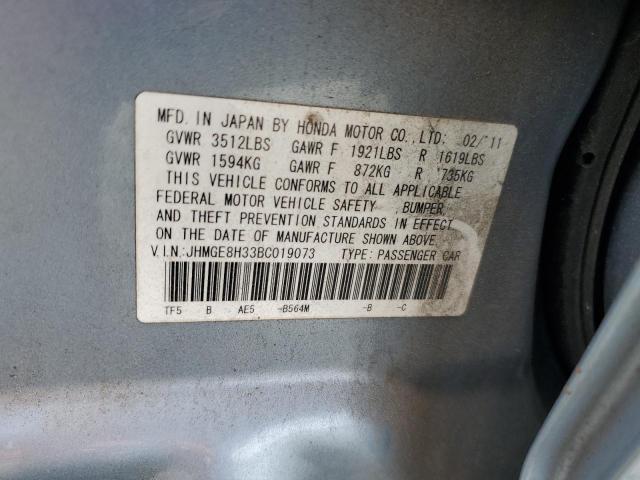 MFD. IN JAPAN BY HONDA MOTOR CO., LTD: 02/'11
GVWR 3512LBS GAWR F 1921LBS R 1619LBS
GVWR 1594KG GAWR F 872KG R 735KG
THIS VEHICLE CONFORMS TO ALL APPLICABLE
FEDERAL MOTOR VEHICLE SAFETY , BUMPER,
AND THEFT PREVENTION STANDARDS IN EFFECT
ON THE DATE OF MANUFACTURE SHOWN ABOVE.
V.I.N.:JHMGE8H33BC019073 TYPE: PASSENGER CAR
TF5 B AE5 -B564M -B -C